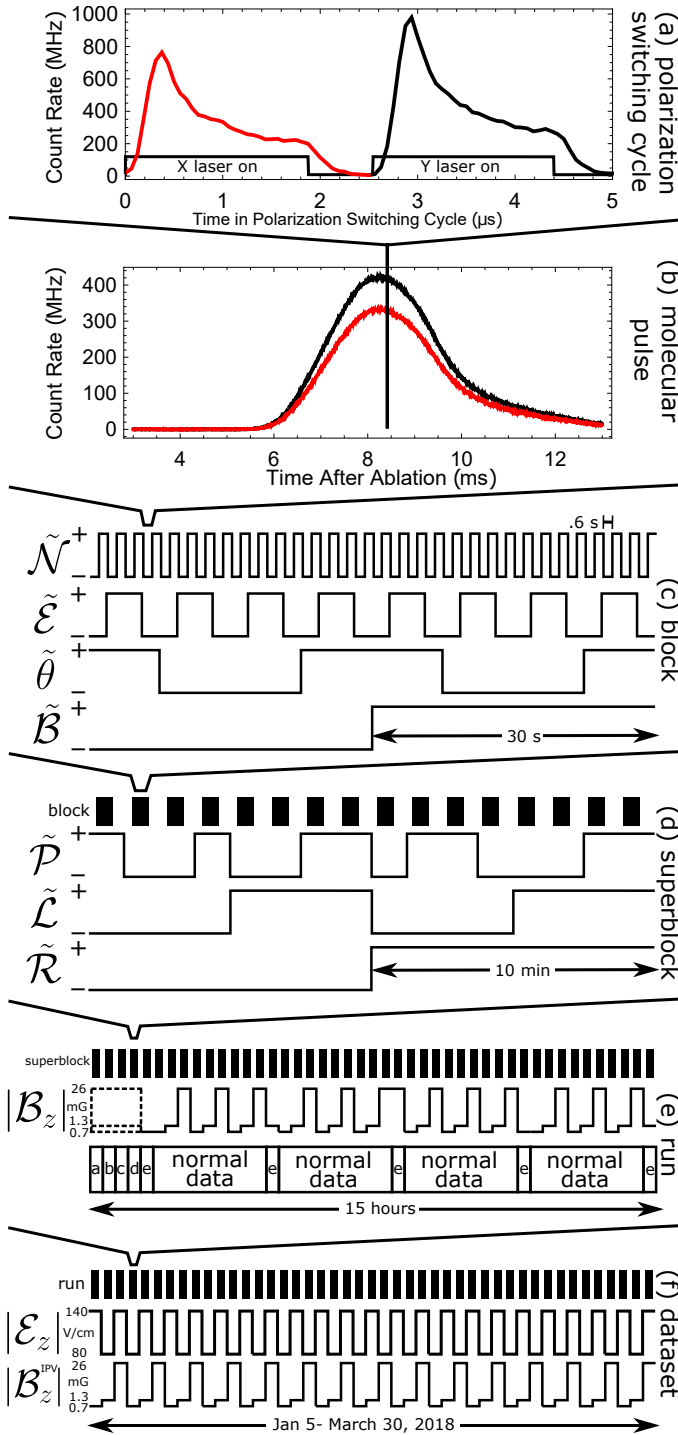 1000
800
600
400
200
0
Count Rate (MHz)
X laser on
Y laser on
0 1 2 3 4 5
Time in Polarization Switching Cycle (μs)
(a) polarization
switching cycle
400
300
200
100
0
Count Rate (MHz)
4 6 8 10 12
Time After Ablation (ms)
(b) molecular
pulse
.6 s
Ñ + −
Ẽ + −
θ̃ + −
B̃ + −
30 s
(c) block
block
P̃ + −
L̃ + −
R̃ + −
10 min
(d) superblock
superblock
|B_z| 26 mG 1.3 0.7
a b c d e normal data e normal data e normal data e normal data e
15 hours
(e) run
run
|E_z| 140 V/cm 80
|B_z^IPV| 26 mG 1.3 0.7
Jan 5- March 30, 2018
(f) dataset